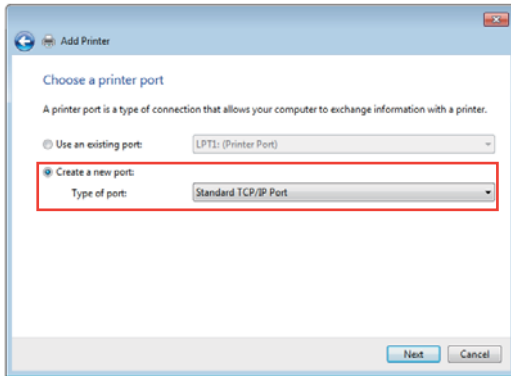 Add Printer
Choose a printer port
A printer port is a type of connection that allows your computer to exchange information with a printer.
Use an existing port: LPT1: (Printer Port)
Create a new port:
Type of port: Standard TCP/IP Port
Next Cancel